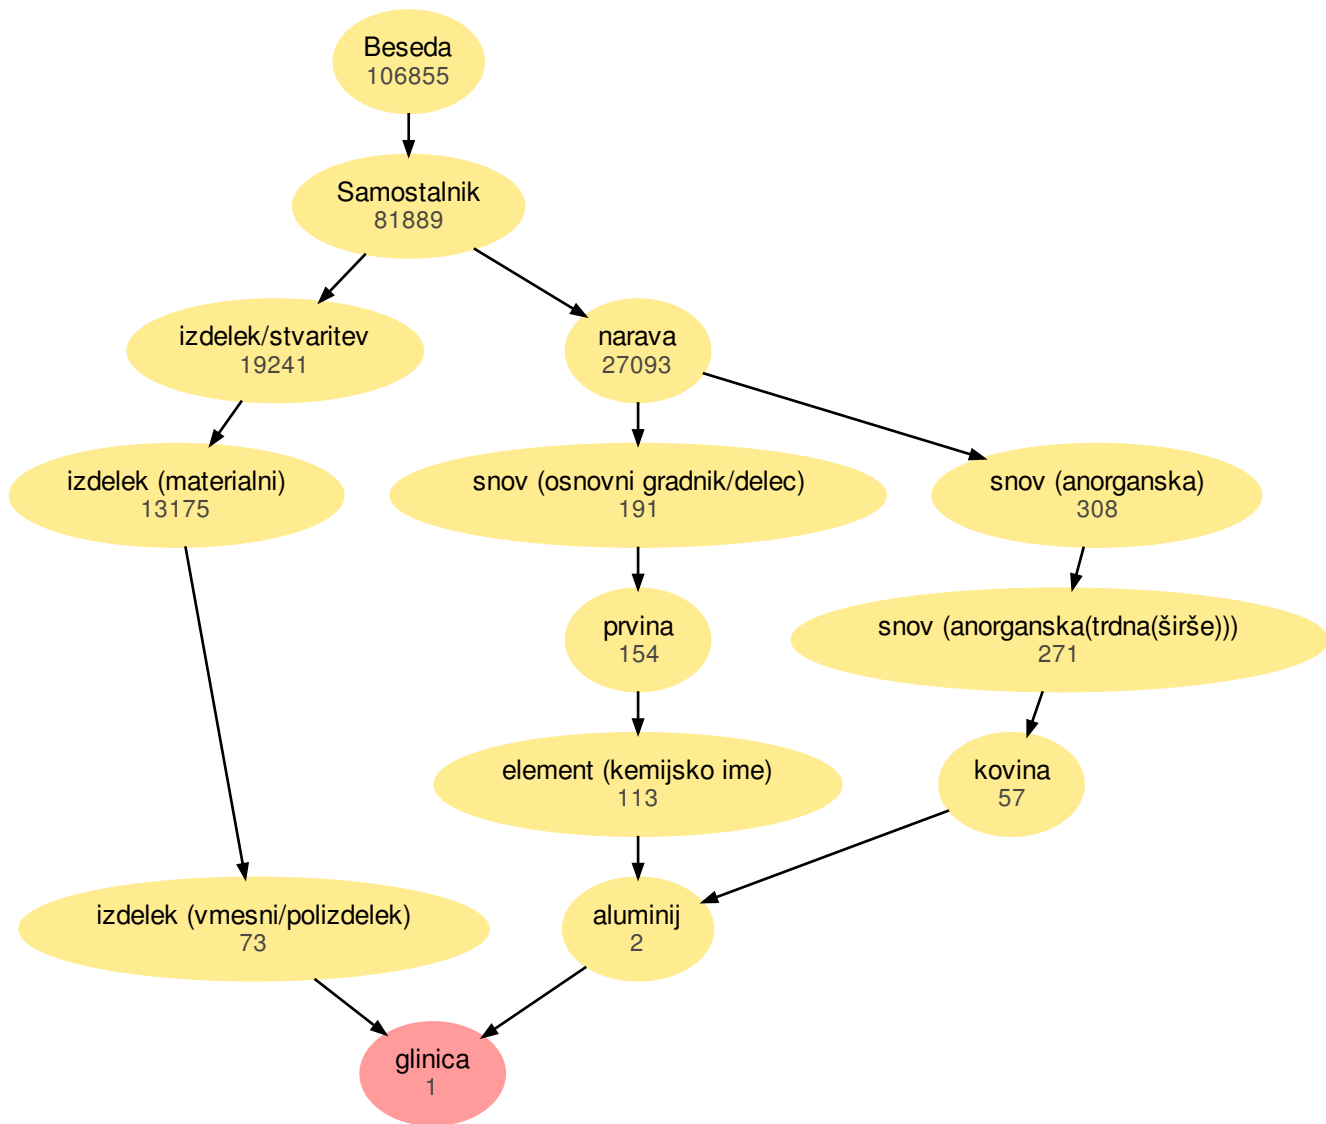 Beseda
106855
Samostalnik
81889
izdelek/stvaritev
19241
narava
27093
izdelek (materialni)
13175
snov (osnovni gradnik/delec)
191
snov (anorganska)
308
prvina
154
snov (anorganska(trdna(širše)))
271
element (kemijsko ime)
113
kovina
57
izdelek (vmesni/polizdelek)
73
aluminij
2
glinica
1